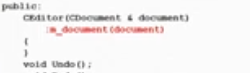 public:
CEditor(CDocument & document)
:m_document(document)
{
}
void Undo();